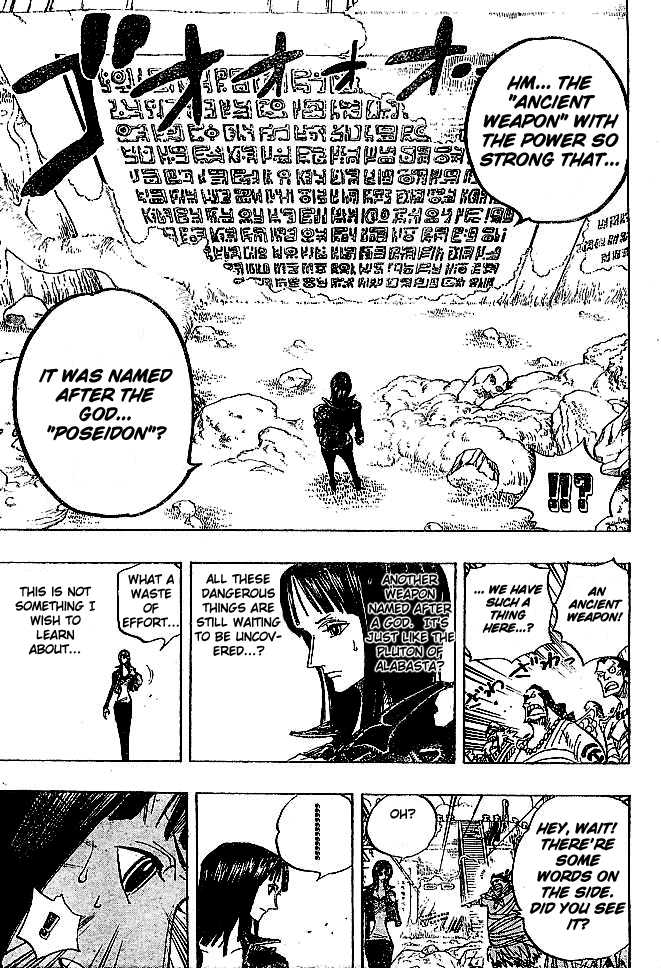 ゴオオオオ..
HM... THE
"ANCIENT
WEAPON" WITH
THE POWER SO
STRONG THAT...
IT WAS NAMED
AFTER THE
GOD...
"POSEIDON"?
!!?
AN
ANCIENT
WEAPON!
... WE HAVE
SUCH A
THING
HERE...?
ANOTHER
WEAPON
NAMED AFTER
A GOD. IT'S
JUST LIKE THE
PLUTON OF
ALABASTA?
ALL THESE
DANGEROUS
THINGS ARE
STILL WAITING
TO BE UNCOV-
ERED...?
WHAT A
WASTE
OF
EFFORT...
THIS IS NOT
SOMETHING I
WISH TO
LEARN
ABOUT...
HEY, WAIT!
THERE'RE
SOME
WORDS ON
THE SIDE.
DID YOU SEE
IT?
OH?
..............
!!